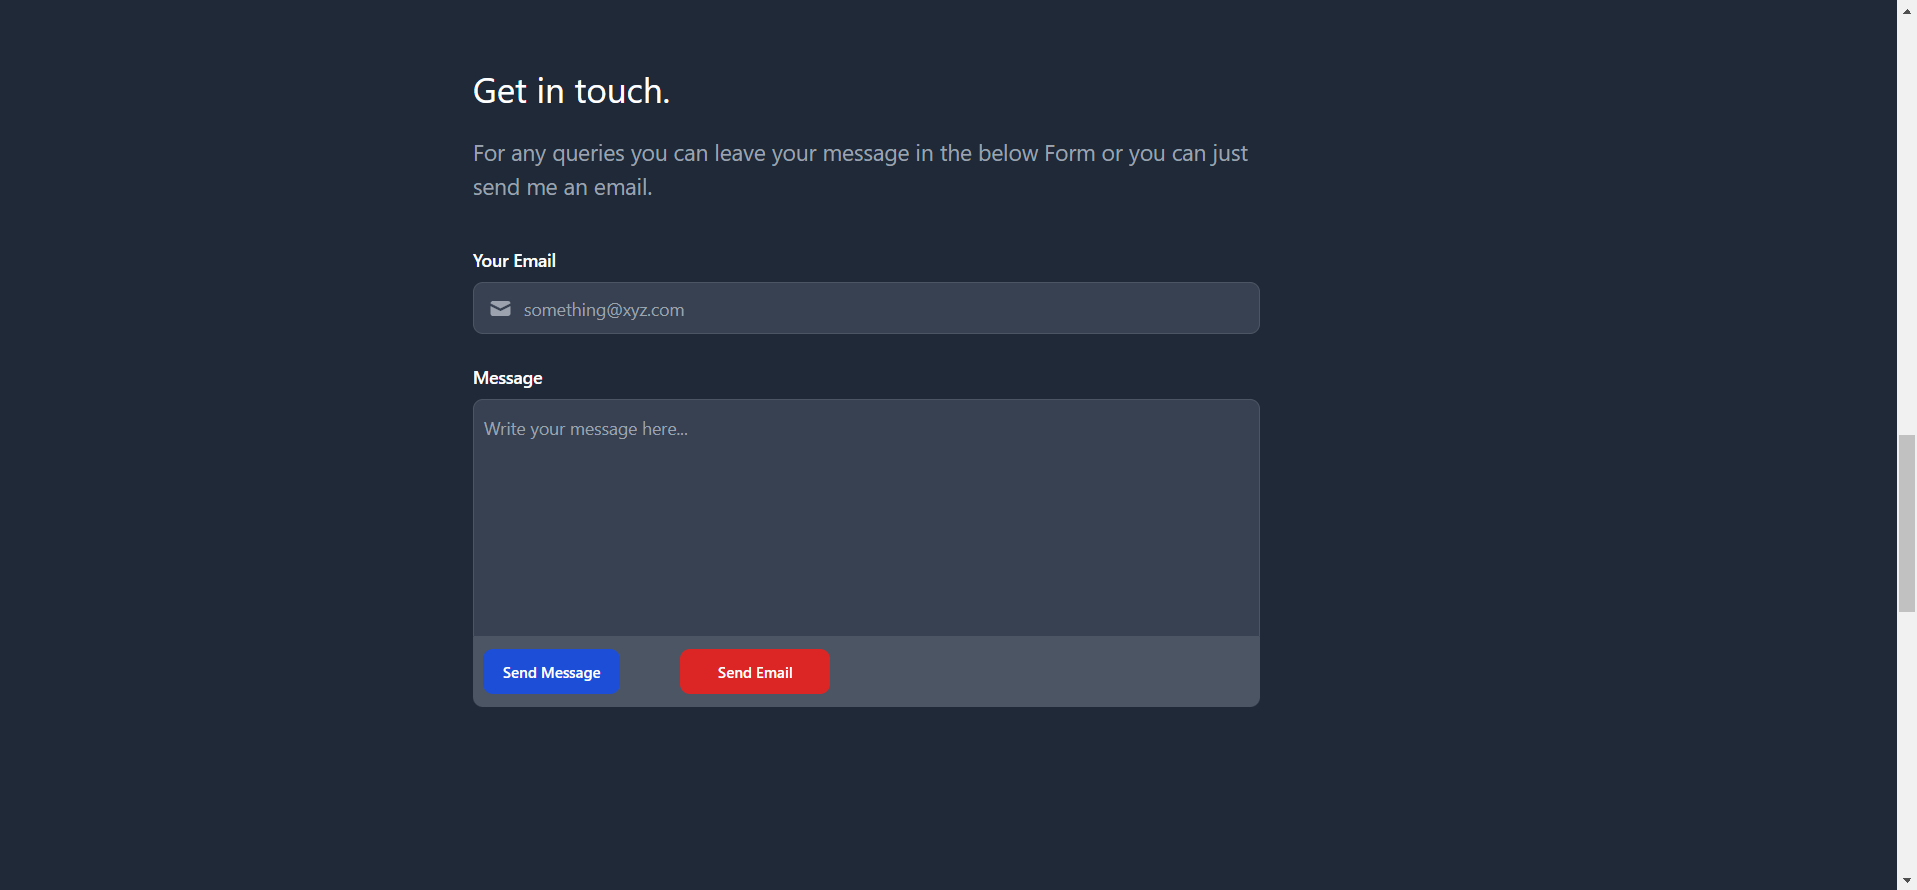 Get in touch.
For any queries you can leave your message in the below Form or you can just
send me an email.
Your Email
something@xyz.com
Message
Write your message here...
Send Message
Send Email